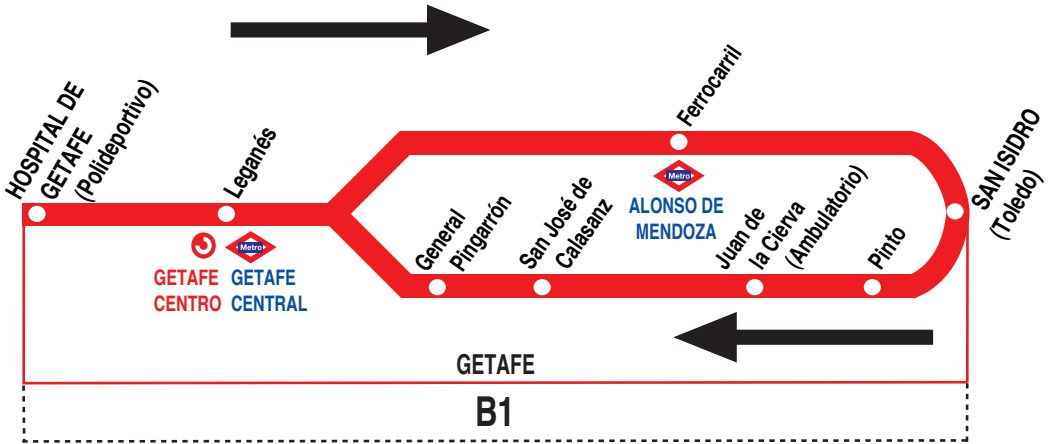 HOSPITAL DE
GETAFE
(Polideportivo)
Leganés
Ferrocarril
SAN ISIDRO
(Toledo)
Metro
ALONSO DE
MENDOZA
General
Pingarrón
San José de
Calasanz
Juan de
la Cierva
(Ambulatorio)
Pinto
Metro
GETAFE
CENTRO
GETAFE
CENTRAL
GETAFE
B1